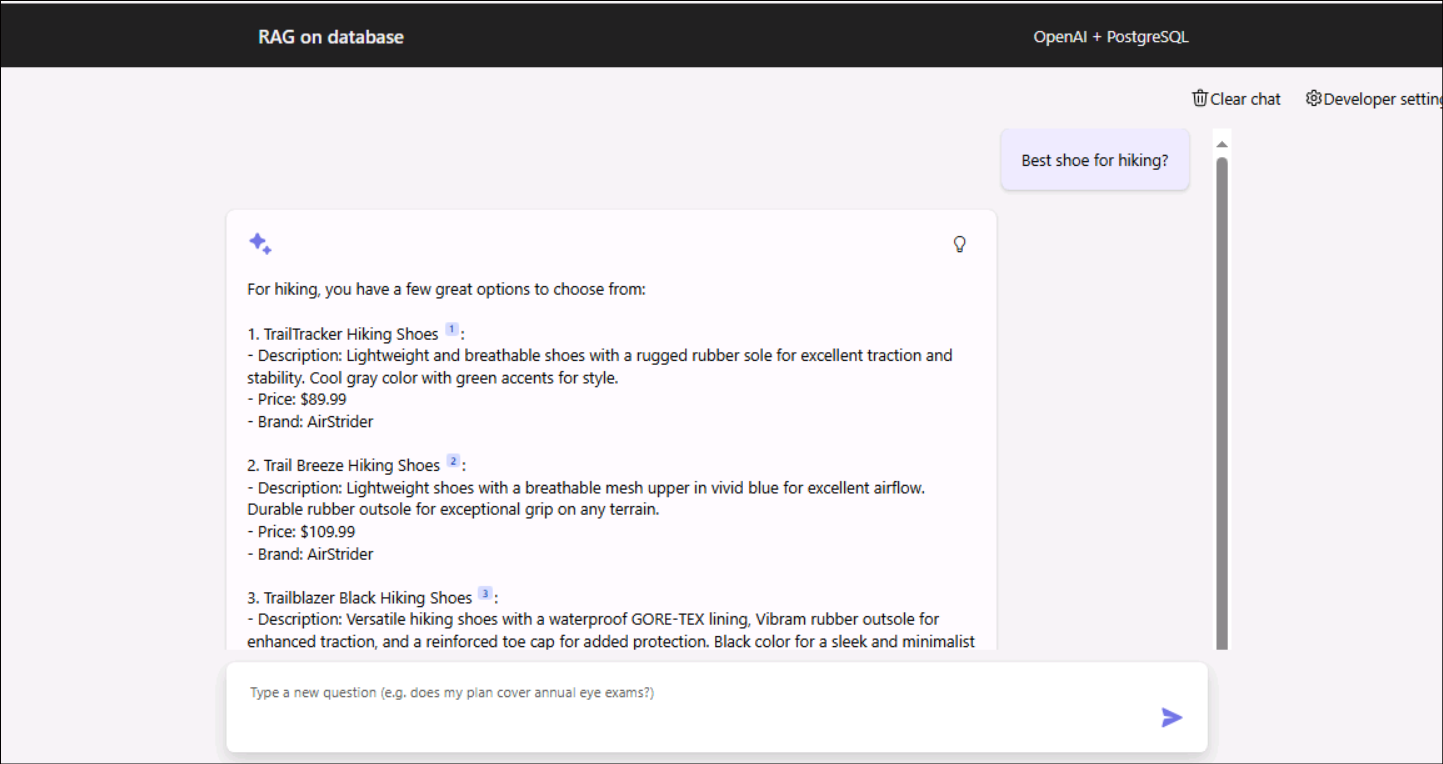 RAG on database
OpenAI + PostgreSQL
Clear chat
Developer setting
Best shoe for hiking?
For hiking, you have a few great options to choose from:
1. TrailTracker Hiking Shoes 1 :
- Description: Lightweight and breathable shoes with a rugged rubber sole for excellent traction and
stability. Cool gray color with green accents for style.
- Price: $89.99
- Brand: AirStrider
2. Trail Breeze Hiking Shoes 2 :
- Description: Lightweight shoes with a breathable mesh upper in vivid blue for excellent airflow.
Durable rubber outsole for exceptional grip on any terrain.
- Price: $109.99
- Brand: AirStrider
3. Trailblazer Black Hiking Shoes 3 :
- Description: Versatile hiking shoes with a waterproof GORE-TEX lining, Vibram rubber outsole for
enhanced traction, and a reinforced toe cap for added protection. Black color for a sleek and minimalist
Type a new question (e.g. does my plan cover annual eye exams?)